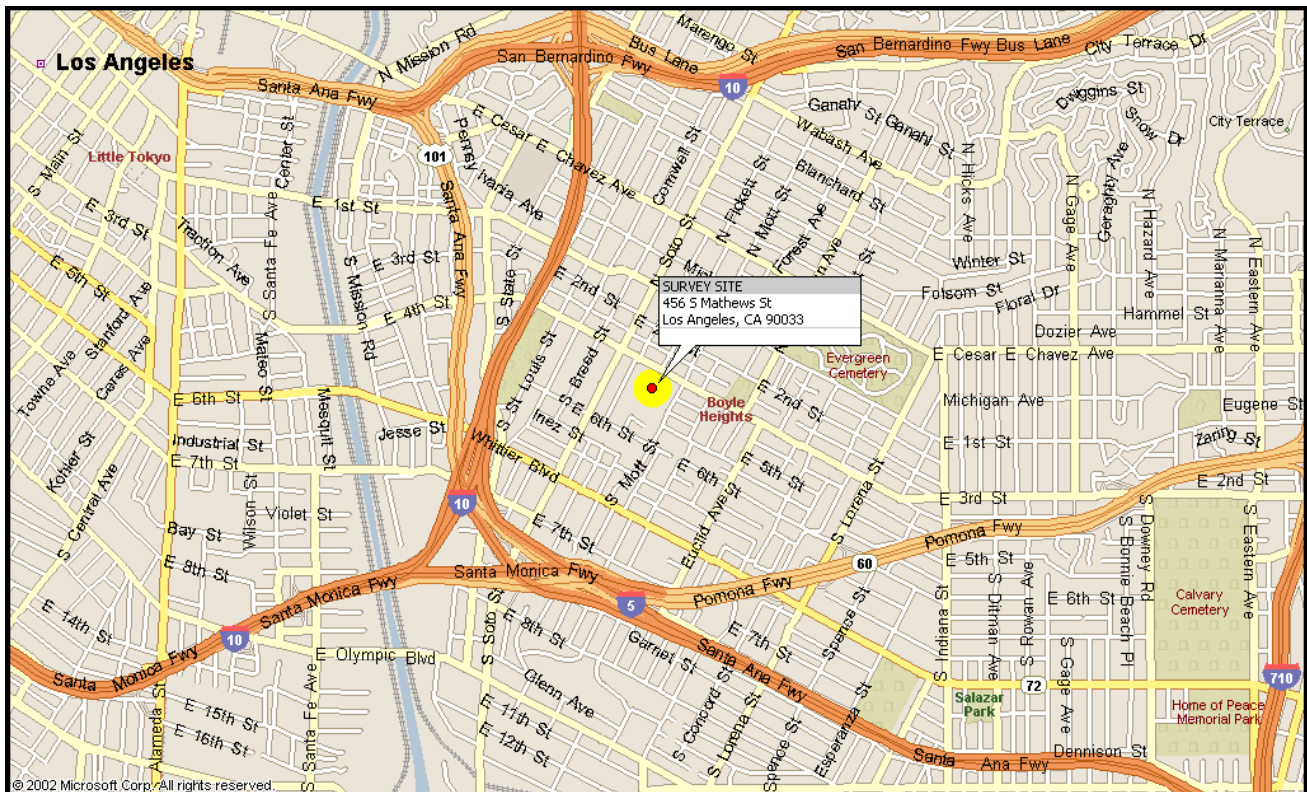 Marengo St
N Mission Rd
Bus Lane
San Bernardino Fwy Bus Lane
City Terrace Dr
San Bernardino Fwy
Los Angeles
Santa Ana Fwy
10
Dwiggins St
Ganahl St
Ganahl St
Snow Dr
City Terrace
S Main St
Center St
Wabash Ave
E Cesar E Chavez Ave
Little Tokyo
101
Pennsylvania Ave
Cornwell St
N Fickett St
N Mott St
Blanchard St
N Hicks Ave
N Gage Ave
Geraghty Ave
N Hazard Ave
N Marianna Ave
N Eastern Ave
E 1st St
S Santa Fe Ave
Santa Ana Fwy
E 3rd St
Traction Ave
N Soto St
Forest Ave
Winter St
E 3rd St
S Mission Rd
S State St
E 2nd St
Folsom St
Floral Dr
E 5th St
Stanford Ave
E 4th St
SURVEY SITE
456 S Mathews St
Los Angeles, CA 90033
Hammel St
Dozier Ave
Towne Ave
Ceres Ave
Mateo St
S St Louis St
Breed St
Evergreen
Cemetery
E Cesar E Chavez Ave
E 6th St
Mesquit St
Jesse St
Inez St
S
E 6th St
Boyle
Heights
E 2nd St
Michigan Ave
Eugene St
Industrial St
E 7th St
Whittier Blvd
S Mott St
E 6th St
E 5th St
E 1st St
Zaring St
Kohler St
S Central Ave
Wilson St
Violet St
10
S Lorena St
E 3rd St
E 2nd St
Bay St
E 7th St
Euclid Ave
Pomona Fwy
S Downey Rd
S Eastern Ave
E 8th St
Santa Monica Fwy
60
E 5th St
S Bonnie Beach Pl
Santa Monica Fwy
5
Pomona Fwy
S Indiana St
S Ditman Ave
S Rowan Ave
E 6th St
Calvary
Cemetery
E 14th St
10
S Soto St
E 8th St
Garnet St
E 7th St
Spence St
S Gage Ave
Santa Monica Fwy
E Olympic Blvd
Santa Ana Fwy
710
Alameda St
S Santa Fe Ave
Glenn Ave
72
E 15th St
E 11th St
S Concord St
S Lorena St
Salazar
Park
Home of Peace
Memorial Park
E 16th St
E 12th St
Spence St
Esperanza St
Santa Ana Fwy
Dennison St
© 2002 Microsoft Corp. All rights reserved.